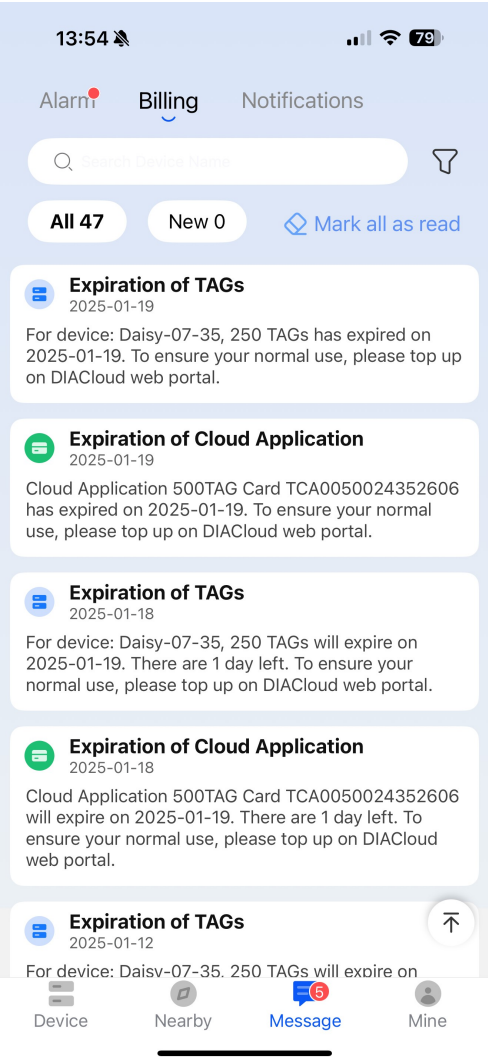 13:54
79
Alarm
Billing
Notifications
Search Device Name
All 47
New 0
Mark all as read
Expiration of TAGs
2025-01-19
For device: Daisy-07-35, 250 TAGs has expired on
2025-01-19. To ensure your normal use, please top up
on DIACloud web portal.
Expiration of Cloud Application
2025-01-19
Cloud Application 500TAG Card TCA0050024352606
has expired on 2025-01-19. To ensure your normal
use, please top up on DIACloud web portal.
Expiration of TAGs
2025-01-18
For device: Daisy-07-35, 250 TAGs will expire on
2025-01-19. There are 1 day left. To ensure your
normal use, please top up on DIACloud web portal.
Expiration of Cloud Application
2025-01-18
Cloud Application 500TAG Card TCA0050024352606
will expire on 2025-01-19. There are 1 day left. To
ensure your normal use, please top up on DIACloud
web portal.
Expiration of TAGs
2025-01-12
For device: Daisy-07-35, 250 TAGs will expire on
5
Device
Nearby
Message
Mine